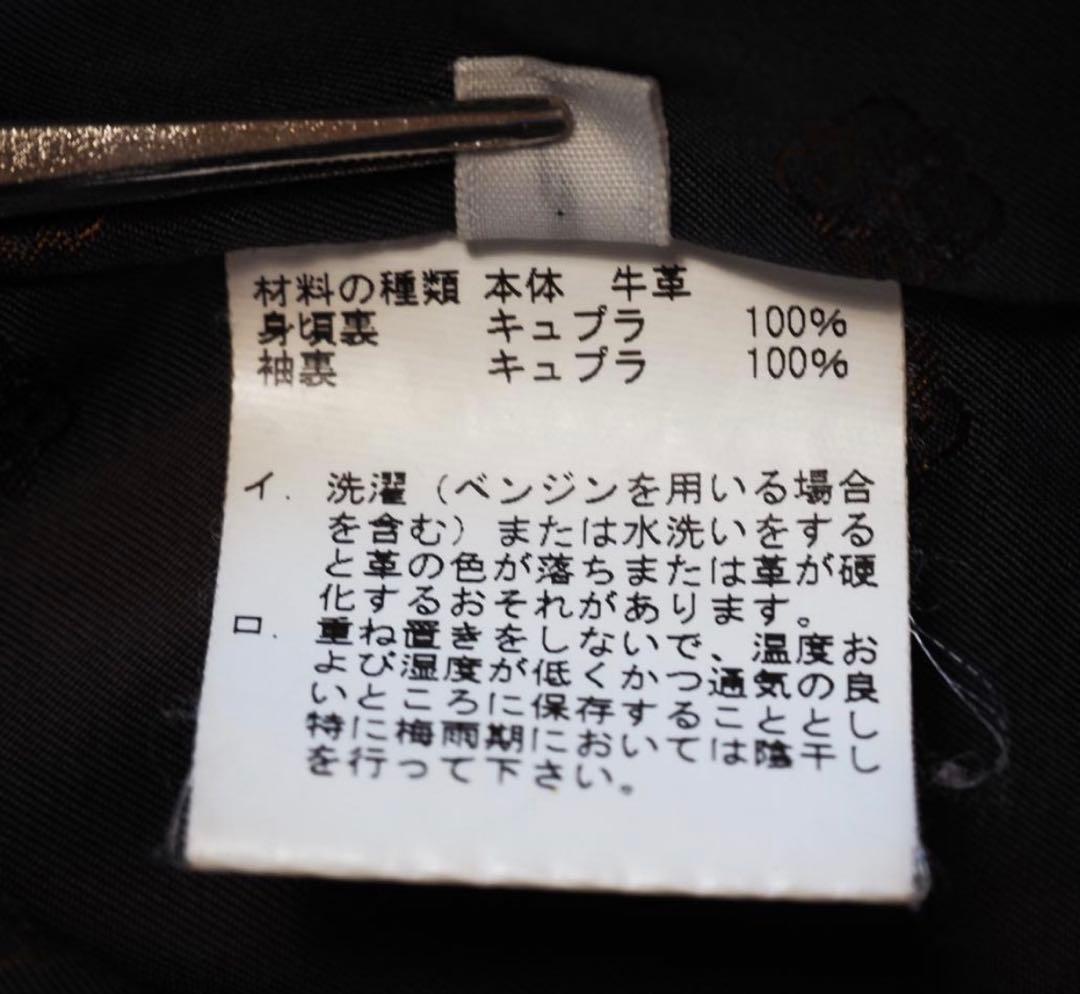 材料の種類 本体 牛革
身頃裏 キュプラ 100%
袖裏 キュプラ 100%
イ. 洗濯(ベンジンを用いる場合
を含む)または水洗いをする
と革の色が落ちまたは革が硬
化するおそれがあります。
ロ. 重ね置きをしないで、温度お
よび湿度が低くかつ通気の良
いところに保存することとし
特に梅雨期においては陰干し
を行って下さい。